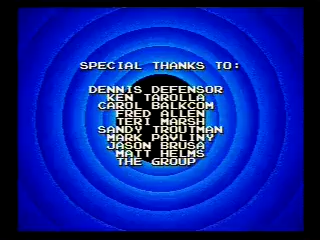 SPECIAL THANKS TO:
DENNIS DEFENSOR
KEN TAROLLA
CAROL BALKCOM
FRED ALLEN
TERI MARSH
SANDY TROUTMAN
MARK PAVLINY
JASON BRUSA
MATT HELMS
THE GROUP